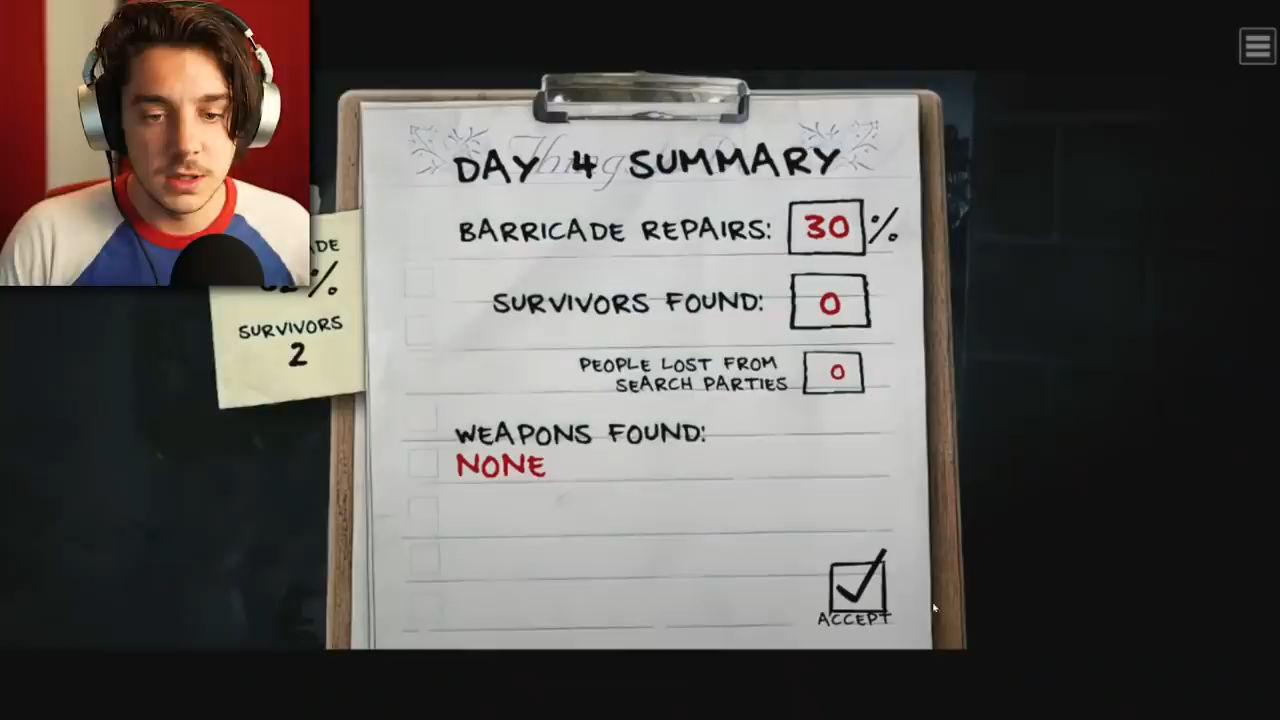 DAY 4 SUMMARY
BARRICADE REPAIRS: 30 %
SURVIVORS FOUND: 0
PEOPLE LOST FROM
SEARCH PARTIES 0
WEAPONS FOUND:
NONE
ACCEPT
%
SURVIVORS
2